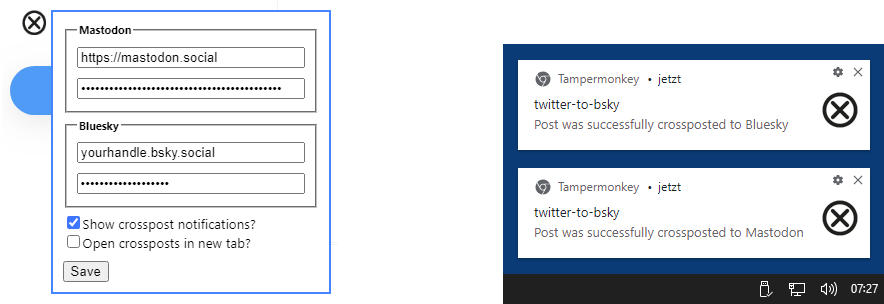 Mastodon
https://mastodon.social
••••••••••••••••••••••••••••••••••••••••••••
Bluesky
yourhandle.bsky.social
•••••••••••••••••••
Show crosspost notifications?
Open crossposts in new tab?
Save
Tampermonkey • jetzt
twitter-to-bsky
Post was successfully crossposted to Bluesky
Tampermonkey • jetzt
twitter-to-bsky
Post was successfully crossposted to Mastodon
07:27